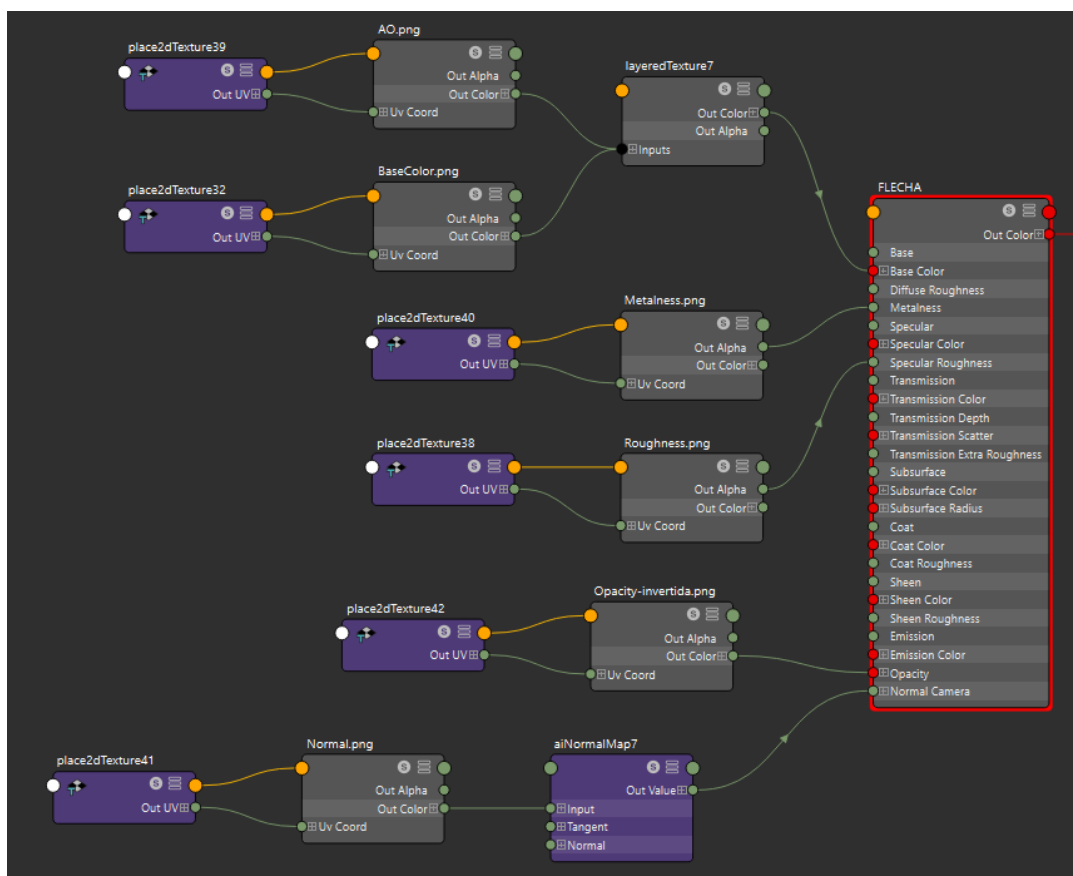 AO.png
place2dTexture39
Out Alpha
Out UV
Out Color
Uv Coord
layeredTexture7
Out Color
Out Alpha
Inputs
BaseColor.png
place2dTexture32
Out Alpha
Out UV
Out Color
Uv Coord
FLECHA
Out Color
Base
Base Color
Diffuse Roughness
Metalness
Specular
Specular Color
Specular Roughness
Transmission
Transmission Color
Transmission Depth
Transmission Scatter
Transmission Extra Roughness
Subsurface
Subsurface Color
Subsurface Radius
Coat
Coat Color
Coat Roughness
Sheen
Sheen Color
Sheen Roughness
Emission
Emission Color
Opacity
Normal Camera
Metalness.png
place2dTexture40
Out Alpha
Out UV
Out Color
Uv Coord
Roughness.png
place2dTexture38
Out Alpha
Out UV
Out Color
Uv Coord
Opacity-invertida.png
place2dTexture42
Out Alpha
Out UV
Out Color
Uv Coord
Normal.png
place2dTexture41
Out Alpha
Out UV
Out Color
Uv Coord
aiNormalMap7
Out Value
Input
Tangent
Normal